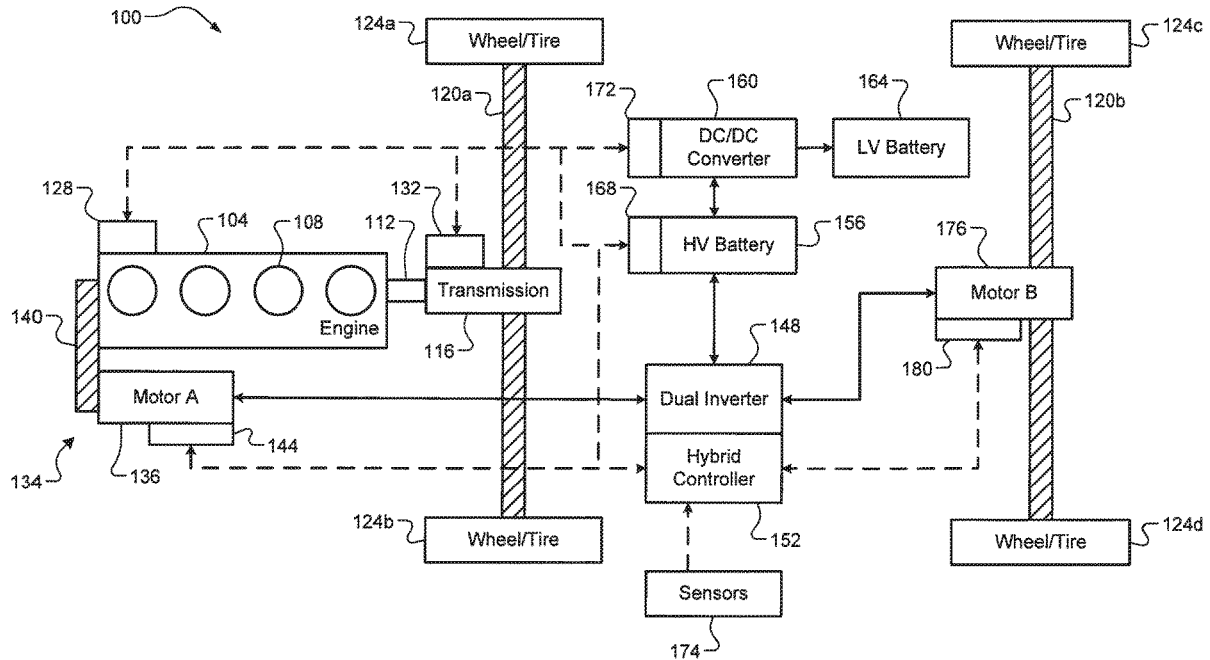 100
124a
Wheel/Tire
Wheel/Tire
124c
120a
172
160
164
120b
DC/DC
Converter
LV Battery
128
104
108
112
132
168
HV Battery
156
176
Transmission
Motor B
Engine
140
116
148
180
Motor A
Dual Inverter
144
Hybrid
Controller
134
136
124b
Wheel/Tire
152
Wheel/Tire
124d
Sensors
174